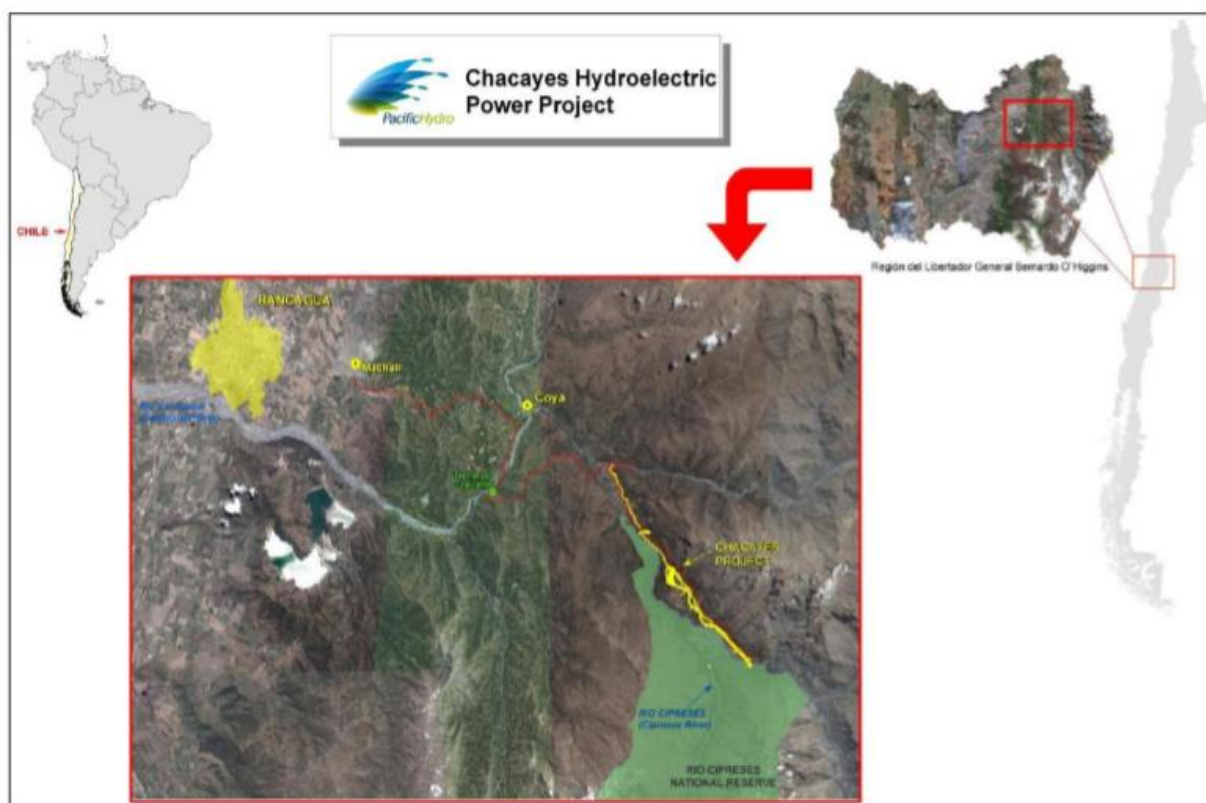 Chacayes Hydroelectric
Power Project
PacificHydro
CHILE
Región del Libertador General Bernardo O'Higgins
RANCAGUA
Machali
Coya
CHACAYES
PROJECT
RIO CIPRESES
(Cipreses River)
RIO CIPRESES
NATIONAL RESERVE